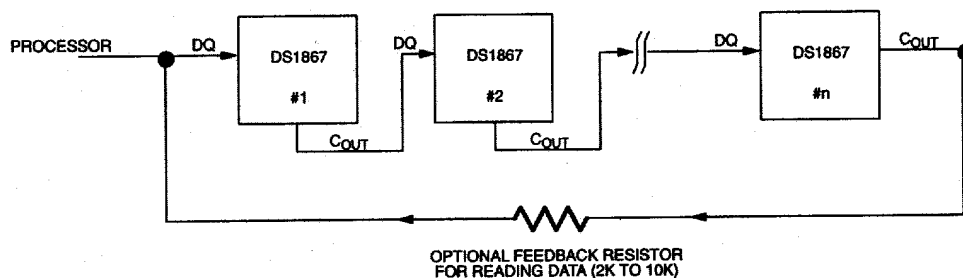 PROCESSOR
DQ
DS1867
#1
COUT
DQ
DS1867
#2
COUT
DQ
DS1867
#n
COUT
OPTIONAL FEEDBACK RESISTOR
FOR READING DATA (2K TO 10K)